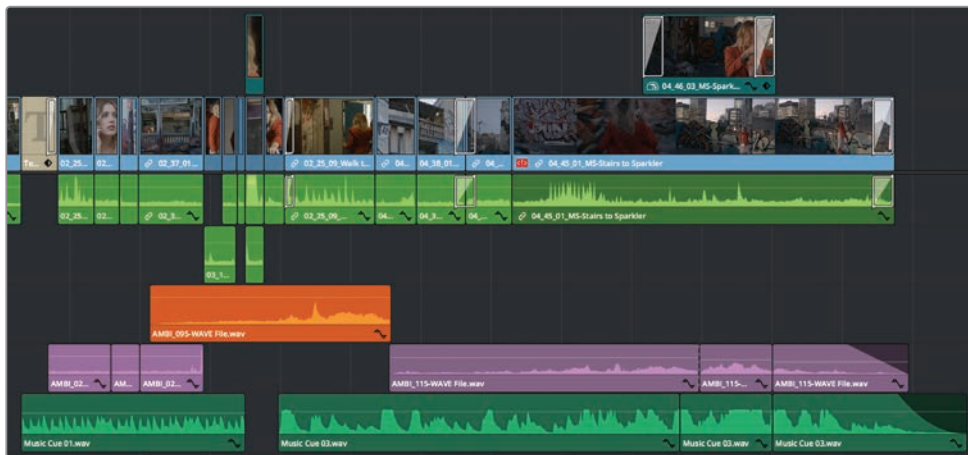 04_46_03_MS-Spark...
T
Te...
02_25...
02...
02_37_01...
02_25_09_Walk t...
04...
04_38_01...
04_...
04_45_01_MS-Stairs to Sparkler
02_25...
02...
02_3...
02_25_09_...
04...
04_3...
04_...
04_45_01_MS-Stairs to Sparkler
03_1...
AMBI_095-WAVE File.wav
AMBI_02...
AM...
AMBI_02...
AMBI_115-WAVE File.wav
AMBI_115-...
AMBI_115-WAVE File.wav
Music Cue 01.wav
Music Cue 03.wav
Music Cue 03.wav
Music Cue 03.wav